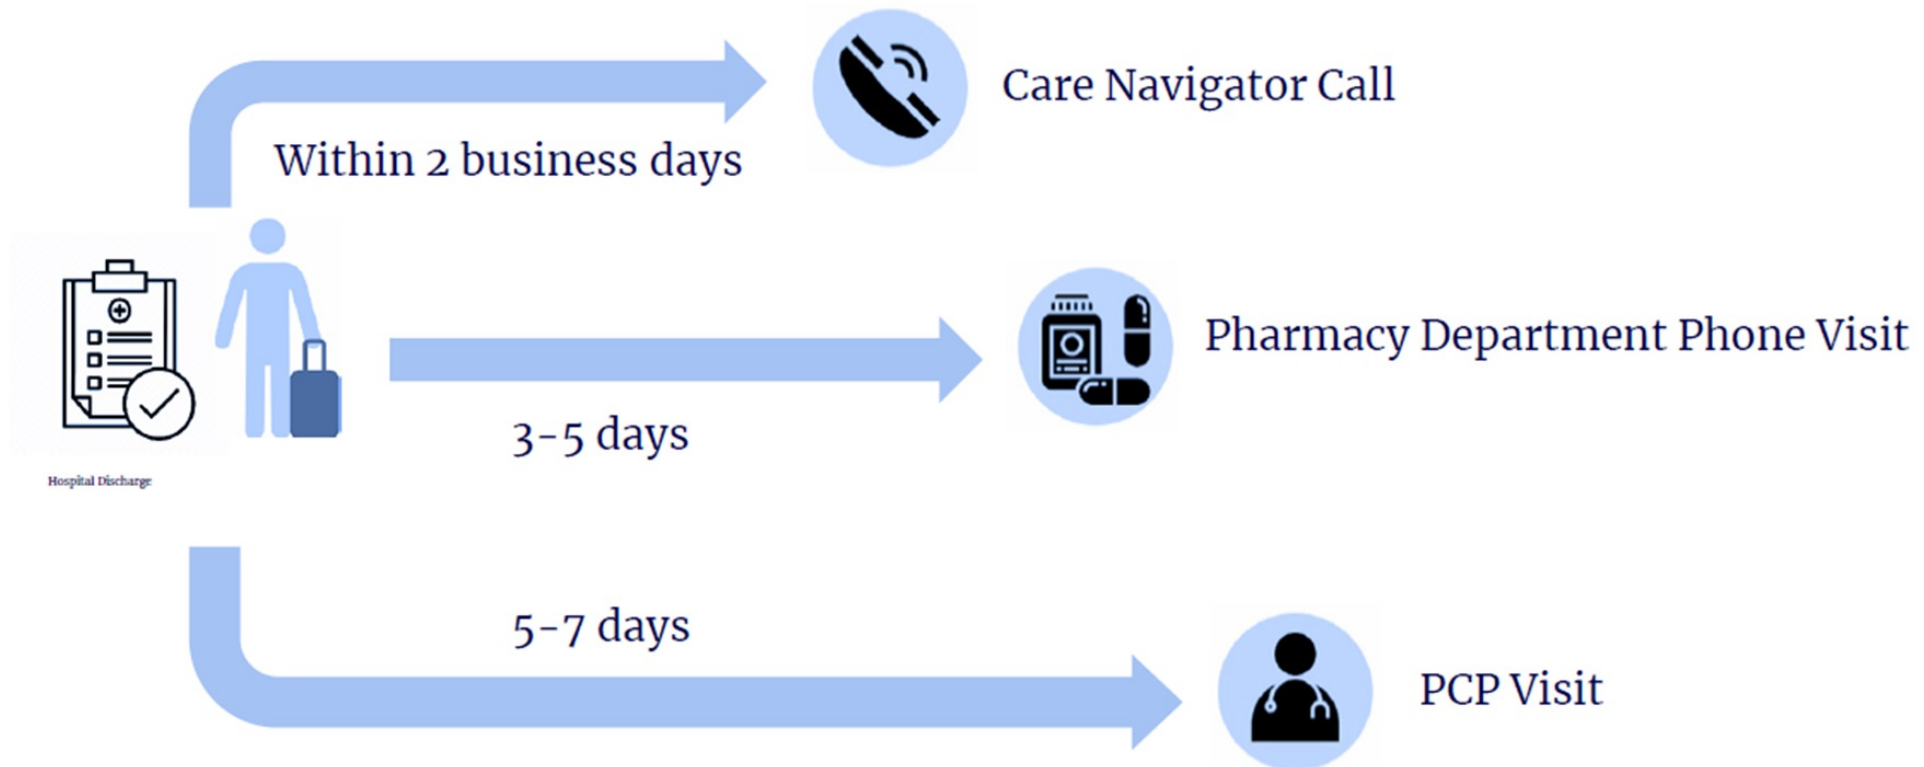 Care Navigator Call
Within 2 business days
Pharmacy Department Phone Visit
3-5 days
Hospital Discharge
5-7 days
PCP Visit